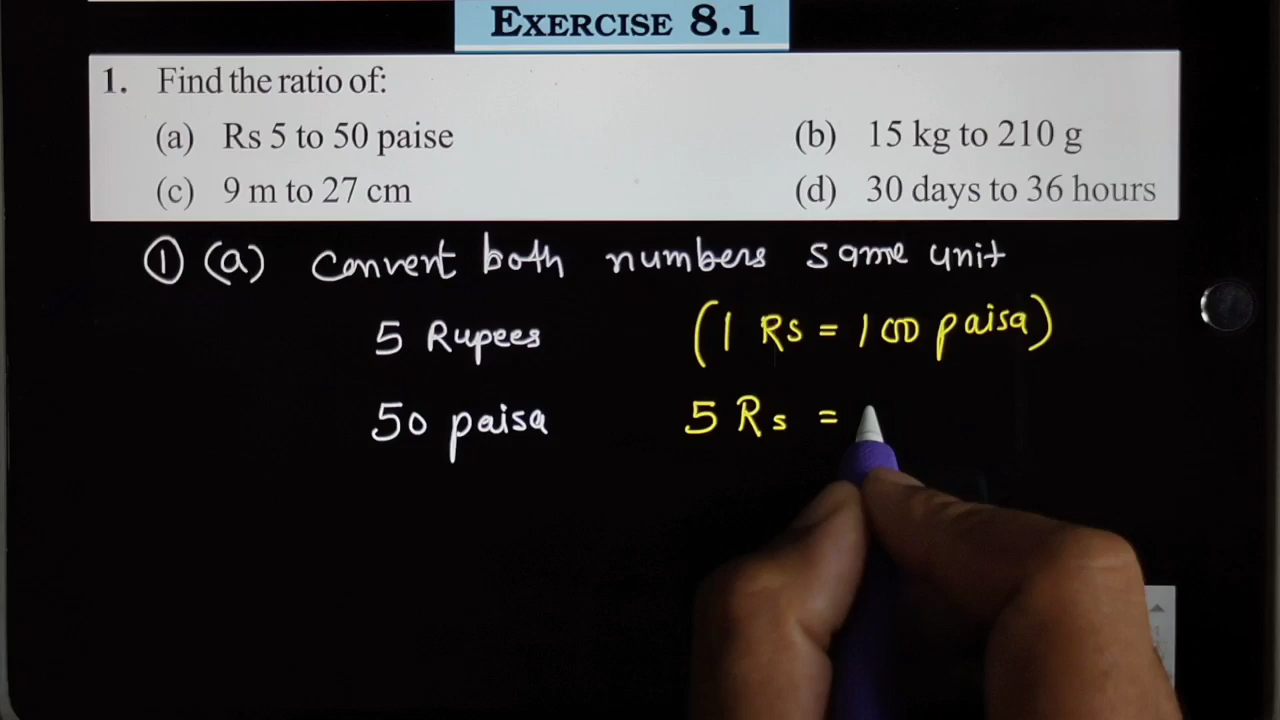 EXERCISE 8.1
1. Find the ratio of:
(a) Rs 5 to 50 paise (b) 15 kg to 210 g
(c) 9 m to 27 cm (d) 30 days to 36 hours
① (a) Convert both numbers same unit
5 Rupees (1 Rs = 100 paisa)
50 paisa 5 Rs =